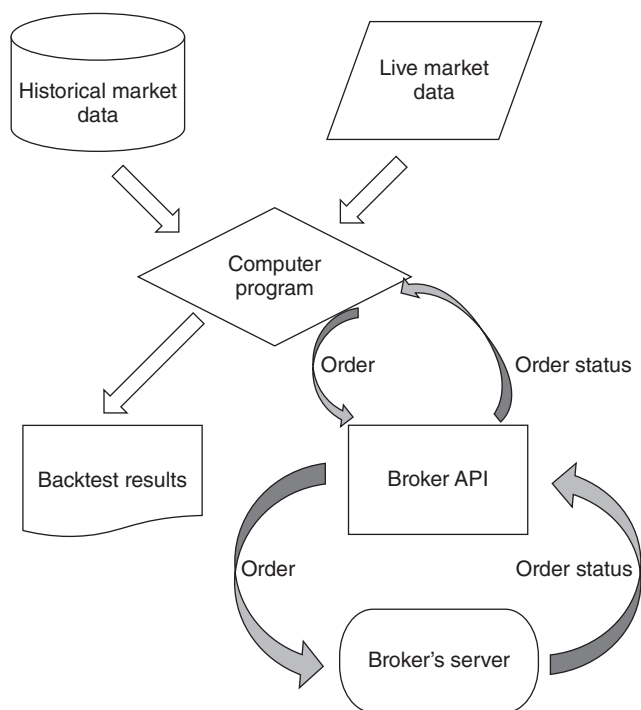 Historical market
data
Live market
data
Computer
program
Order
Order status
Backtest results
Broker API
Order
Order status
Broker's server